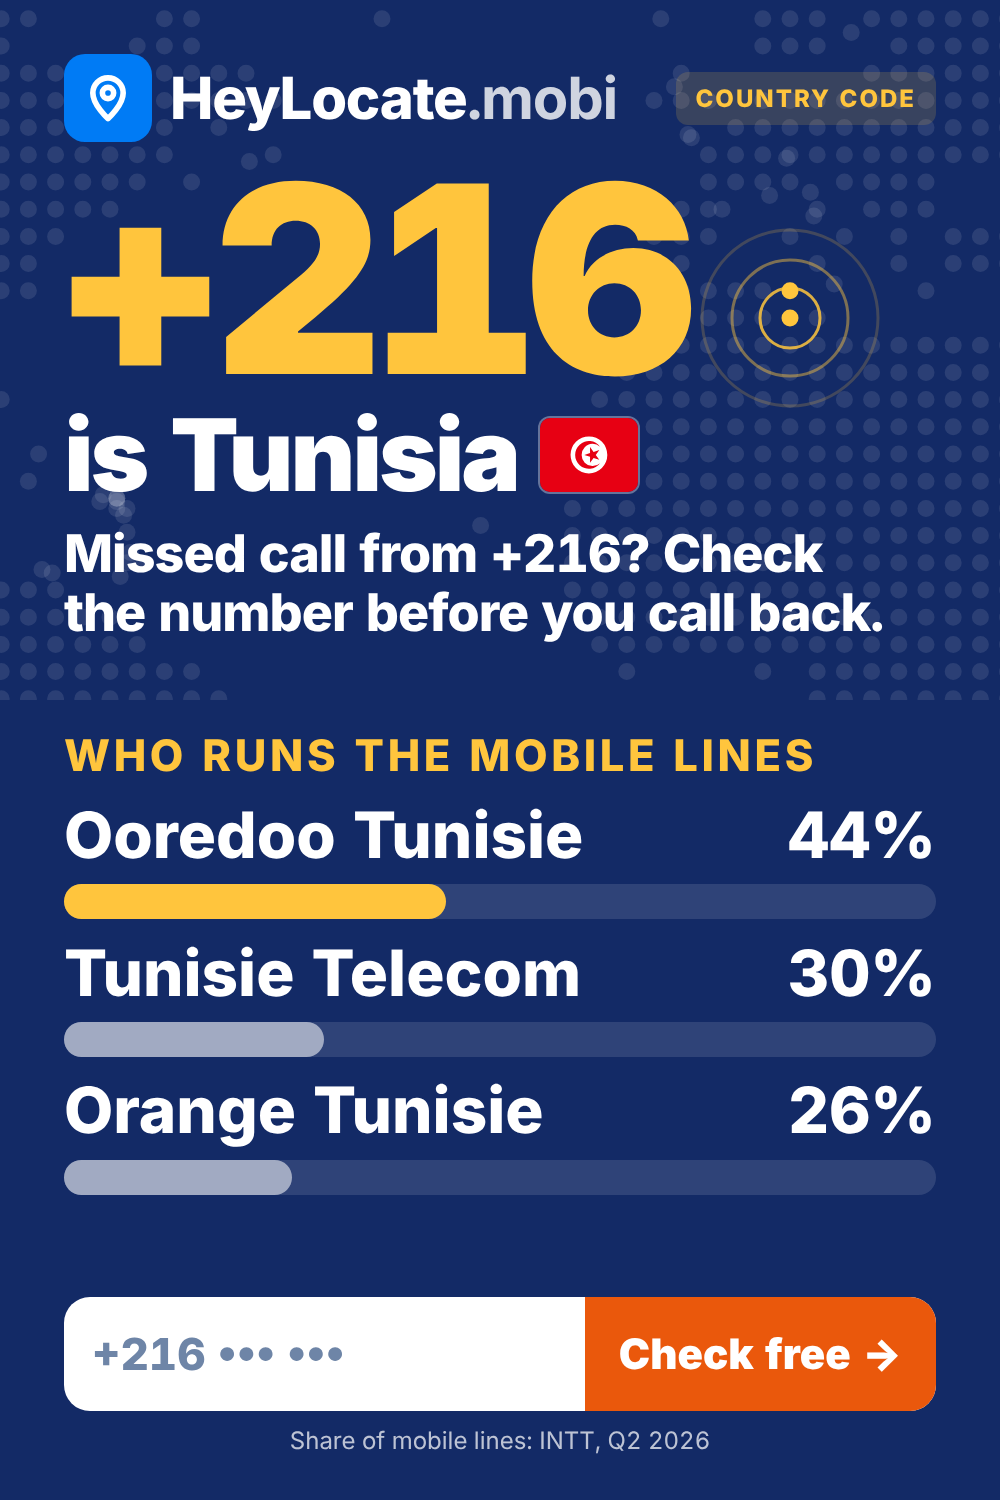 HeyLocate.mobi
COUNTRY CODE
+216
is Tunisia
Missed call from +216? Check
the number before you call back.
WHO RUNS THE MOBILE LINES
Ooredoo Tunisie 44%
Tunisie Telecom 30%
Orange Tunisie 26%
+216 ••• •••
Check free →
Share of mobile lines: INTT, Q2 2026